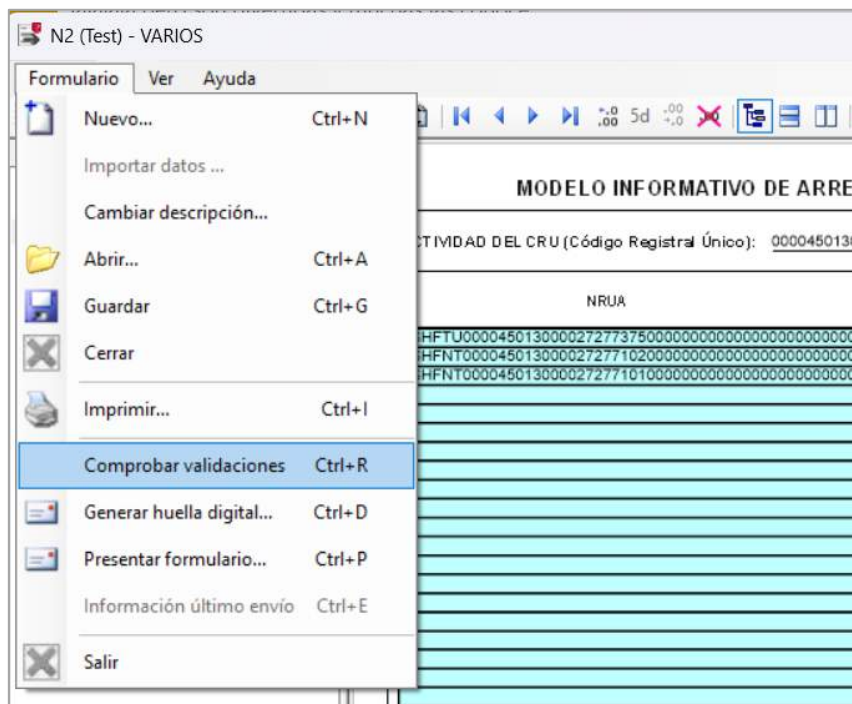 N2 (Test) - VARIOS
Formulario Ver Ayuda
Nuevo... Ctrl+N
Importar datos ...
Cambiar descripción...
Abrir... Ctrl+A
Guardar Ctrl+G
Cerrar
Imprimir... Ctrl+I
Comprobar validaciones Ctrl+R
Generar huella digital... Ctrl+D
Presentar formulario... Ctrl+P
Información último envío Ctrl+E
Salir
5d
MODELO INFORMATIVO DE ARRE
CTIVIDAD DEL CRU (Código Registral Único): 000045013
NRUA